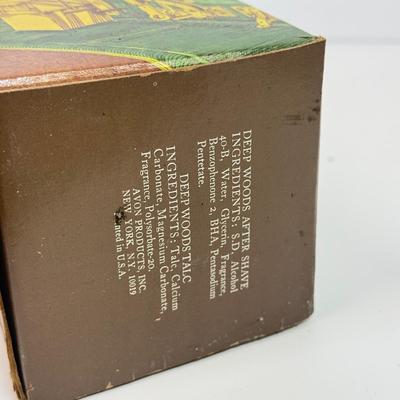 DEEP WOODS AFTER SHAVE
INGREDIENTS: S.D. Alcohol
40-B, Water, Glycerin, Fragrance,
Benzophenone 2, BHA, Pentasodium
Pentetate.
DEEP WOODS TALC
INGREDIENTS: Talc, Calcium
Carbonate, Magnesium Carbonate,
Fragrance, Polysorbate-20.
AVON PRODUCTS, INC.
NEW YORK, N.Y. 10019
Printed in U.S.A.